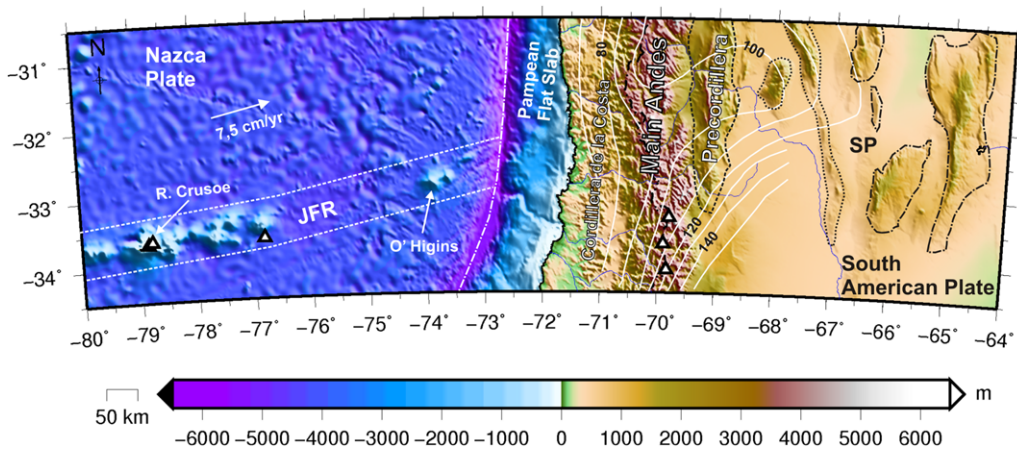 N
Nazca
Plate
7,5 cm/yr
R. Crusoe
JFR
O' Higins
Pampean
Flat Slab
Cordillera de la Costa
Main Andes
Precordillera
80
100
120
140
SP
South
American Plate
−31°
−32°
−33°
−34°
−80° −79° −78° −77° −76° −75° −74° −73° −72° −71° −70° −69° −68° −67° −66° −65° −64°
50 km
m
−6000 −5000 −4000 −3000 −2000 −1000 0 1000 2000 3000 4000 5000 6000